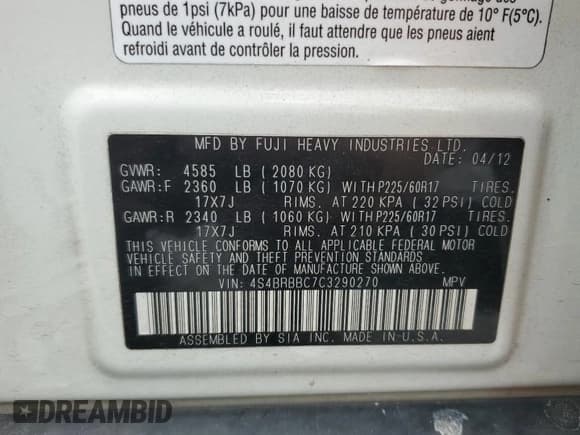 pneus de 1psi (7kPa) pour une baisse de température de 10° F(5°C).
Quand le véhicule a roulé, il faut attendre que les pneus aient
refroidi avant de contrôler la pression.
MFD BY FUJI HEAVY INDUSTRIES LTD.
DATE: 04/12
GVWR: 4585 LB ( 2080 KG)
GAWR:F 2360 LB ( 1070 KG) WITH P225/60R17 TIRES.
17X7J RIMS. AT 220 KPA ( 32 PSI) COLD
GAWR:R 2340 LB ( 1060 KG) WITH P225/60R17 TIRES.
17X7J RIMS. AT 210 KPA ( 30 PSI) COLD
THIS VEHICLE CONFORMS TO ALL APPLICABLE FEDERAL MOTOR
VEHICLE SAFETY AND THEFT PREVENTION STANDARDS
IN EFFECT ON THE DATE OF MANUFACTURE SHOWN ABOVE.
VIN: 4S4BRBBC7C3290270 MPV
ASSEMBLED BY SIA INC. MADE IN U.S.A.
DREAMBID